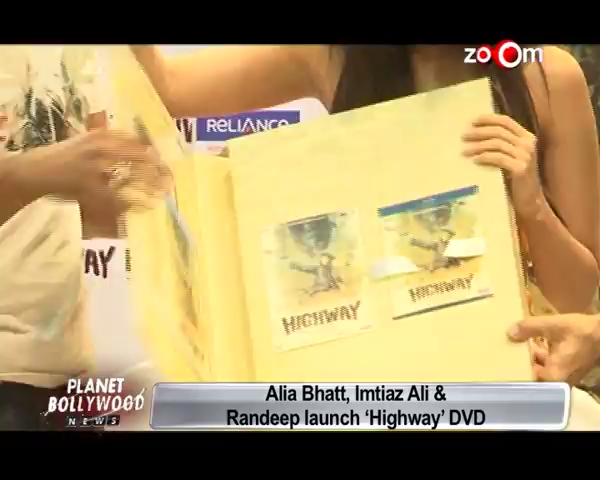 zoom
RELIANCE
AY
HIGHWAY
HIGHWAY
PLANET
BOLLYWOOD
NEWS
Alia Bhatt, Imtiaz Ali &
Randeep launch ‘Highway’ DVD